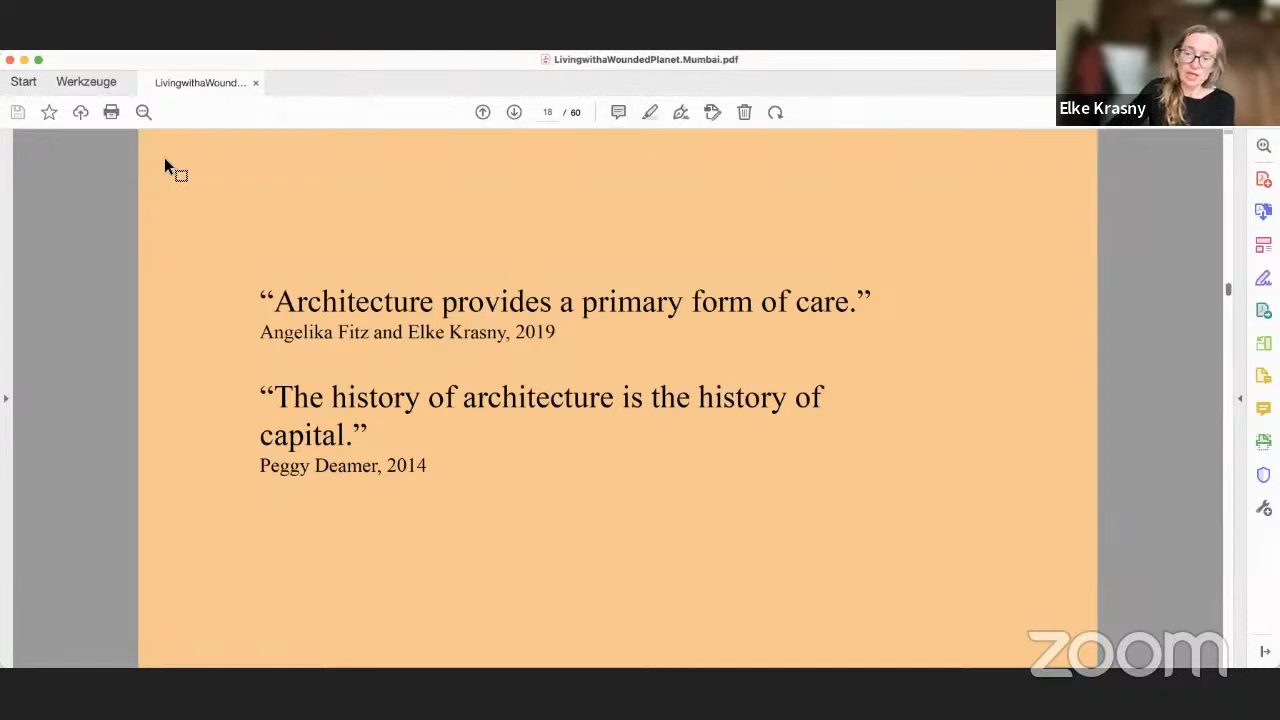 LivingwithaWoundedPlanet.Mumbai.pdf
Start Werkzeuge LivingwithaWound... ×
18 / 60
Elke Krasny
“Architecture provides a primary form of care.”
Angelika Fitz and Elke Krasny, 2019
“The history of architecture is the history of
capital.”
Peggy Deamer, 2014
zoom